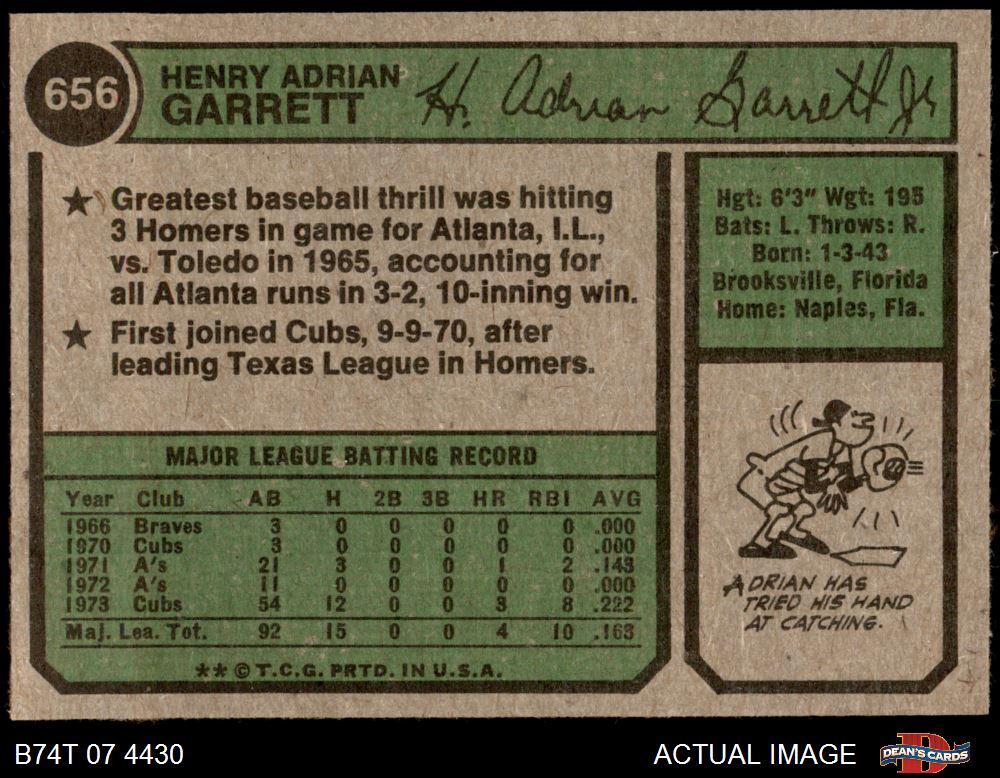 656
HENRY ADRIAN
GARRETT
H. Adrian Garrett Jr
★ Greatest baseball thrill was hitting
3 Homers in game for Atlanta, I.L.,
vs. Toledo in 1965, accounting for
all Atlanta runs in 3-2, 10-inning win.
★ First joined Cubs, 9-9-70, after
leading Texas League in Homers.
Hgt: 6'3" Wgt: 195
Bats: L. Throws: R.
Born: 1-3-43
Brooksville, Florida
Home: Naples, Fla.
MAJOR LEAGUE BATTING RECORD
Year Club AB H 2B 3B HR RBI AVG
1966 Braves 3 0 0 0 0 0 .000
1970 Cubs 3 0 0 0 0 0 .000
1971 A's 21 3 0 0 1 2 .143
1972 A's 11 0 0 0 0 0 .000
1973 Cubs 54 12 0 0 3 8 .222
Maj. Lea. Tot. 92 15 0 0 4 10 .163
** © T.C.G. PRTD. IN U.S.A.
ADRIAN HAS
TRIED HIS HAND
AT CATCHING.
B74T 07 4430
ACTUAL IMAGE
DEAN'S CARDS